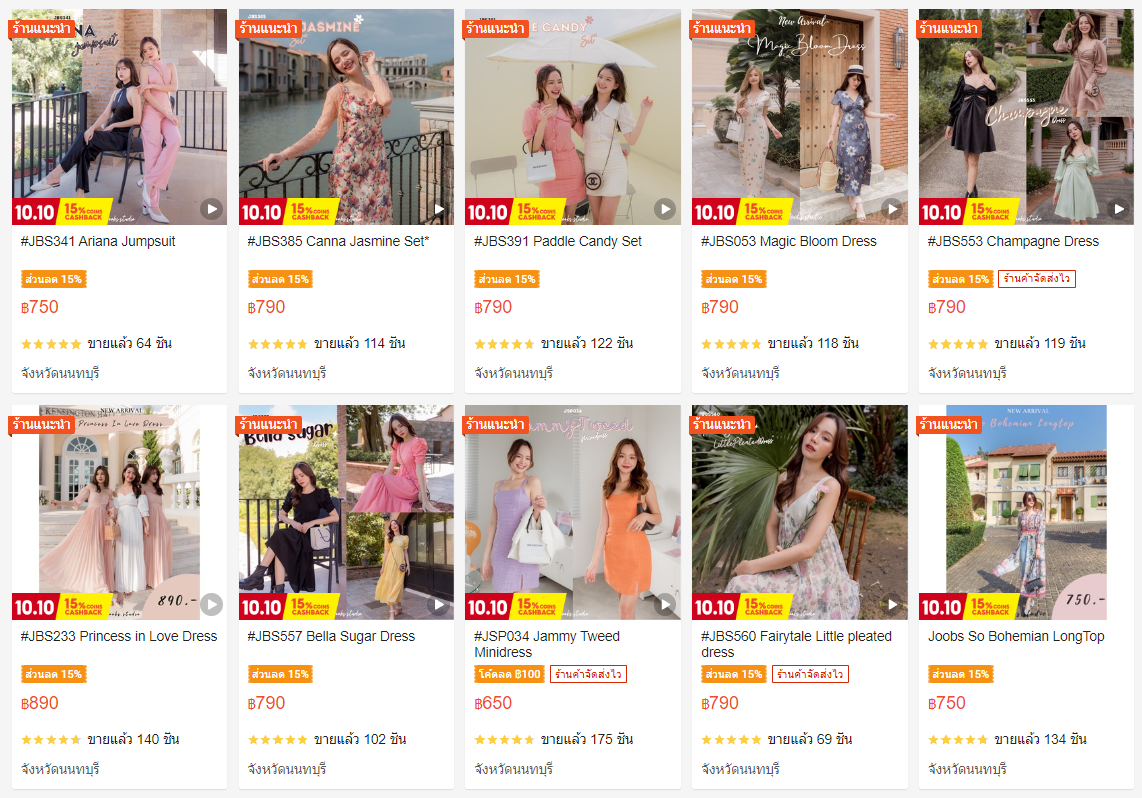 ร้านแนะนำ
JBS341
jumpsuit
10.10 15% COINS CASHBACK
#JBS341 Ariana Jumpsuit
ส่วนลด 15%
฿750
ขายแล้ว 64 ชิ้น
จังหวัดนนทบุรี
ร้านแนะนำ
JBS385
JASMINE
Set
10.10 15% COINS CASHBACK
#JBS385 Canna Jasmine Set*
ส่วนลด 15%
฿790
ขายแล้ว 114 ชิ้น
จังหวัดนนทบุรี
ร้านแนะนำ
CANDY
Set
10.10 15% COINS CASHBACK
#JBS391 Paddle Candy Set
ส่วนลด 15%
฿790
ขายแล้ว 122 ชิ้น
จังหวัดนนทบุรี
ร้านแนะนำ
New Arrival
Magic Bloom Dress
10.10 15% COINS CASHBACK
#JBS053 Magic Bloom Dress
ส่วนลด 15%
฿790
ขายแล้ว 118 ชิ้น
จังหวัดนนทบุรี
ร้านแนะนำ
JBS553
Champagne
Dress
10.10 15% COINS CASHBACK
#JBS553 Champagne Dress
ส่วนลด 15% ร้านค้าจัดส่งไว
฿790
ขายแล้ว 119 ชิ้น
จังหวัดนนทบุรี
ร้านแนะนำ
NEW ARRIVAL
Princess In Love Dress
890.-
10.10 15% COINS CASHBACK
#JBS233 Princess in Love Dress
ส่วนลด 15%
฿890
ขายแล้ว 140 ชิ้น
จังหวัดนนทบุรี
ร้านแนะนำ
Bella sugar
10.10 15% COINS CASHBACK
#JBS557 Bella Sugar Dress
ส่วนลด 15%
฿790
ขายแล้ว 102 ชิ้น
จังหวัดนนทบุรี
ร้านแนะนำ
JSP034
Tweed
10.10 15% COINS CASHBACK
#JSP034 Jammy Tweed
Minidress
โค้ดลด ฿100 ร้านค้าจัดส่งไว
฿650
ขายแล้ว 175 ชิ้น
จังหวัดนนทบุรี
ร้านแนะนำ
Little Pleated Dress
10.10 15% COINS CASHBACK
#JBS560 Fairytale Little pleated
dress
ส่วนลด 15% ร้านค้าจัดส่งไว
฿790
ขายแล้ว 69 ชิ้น
จังหวัดนนทบุรี
ร้านแนะนำ
NEW ARRIVAL
Bohemian Longtop
750.-
10.10 15% COINS CASHBACK
Joobs So Bohemian LongTop
ส่วนลด 15%
฿750
ขายแล้ว 134 ชิ้น
จังหวัดนนทบุรี